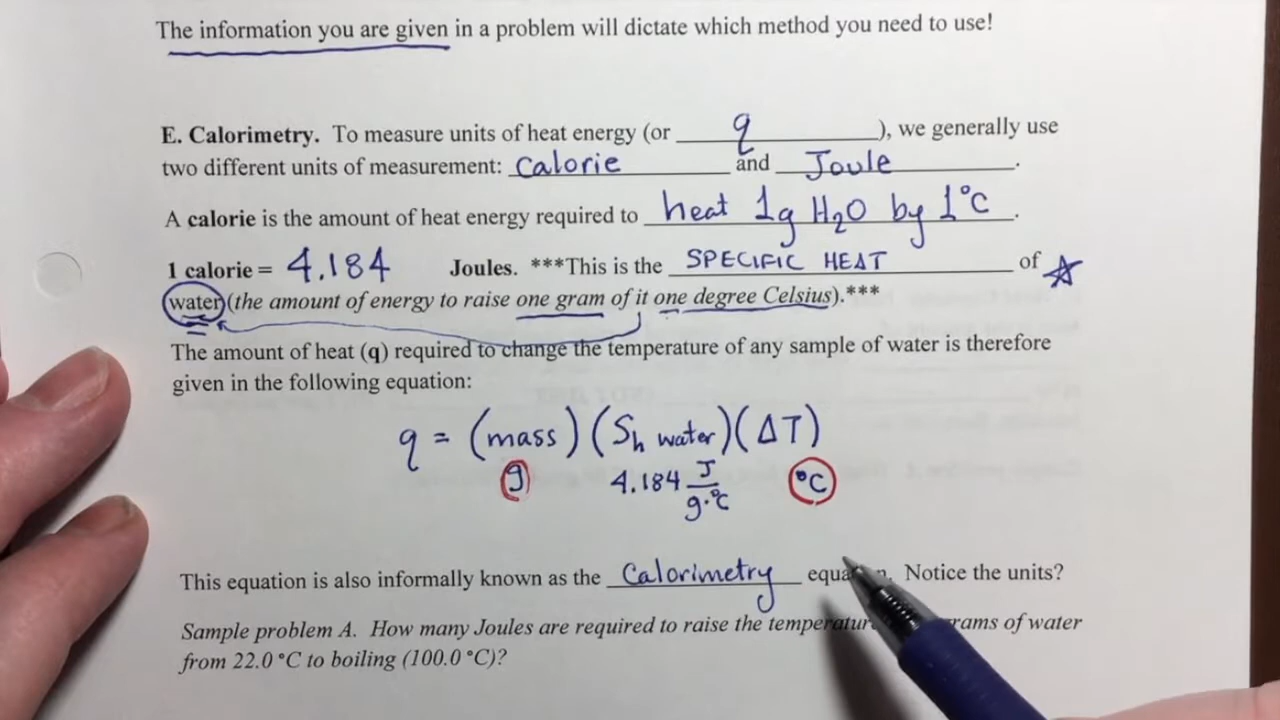 The information you are given in a problem will dictate which method you need to use!
E. Calorimetry. To measure units of heat energy (or q), we generally use
two different units of measurement: Calorie and Joule.
A calorie is the amount of heat energy required to heat 1g H₂O by 1°C.
1 calorie = 4.184 Joules. ***This is the SPECIFIC HEAT of
water (the amount of energy to raise one gram of it one degree Celsius).***
The amount of heat (q) required to change the temperature of any sample of water is therefore
given in the following equation:
q = (mass) (Sh water) (ΔT)
g 4.184 J/g·°C °C
This equation is also informally known as the Calorimetry equation. Notice the units?
Sample problem A. How many Joules are required to raise the temperatur rams of water
from 22.0 °C to boiling (100.0 °C)?